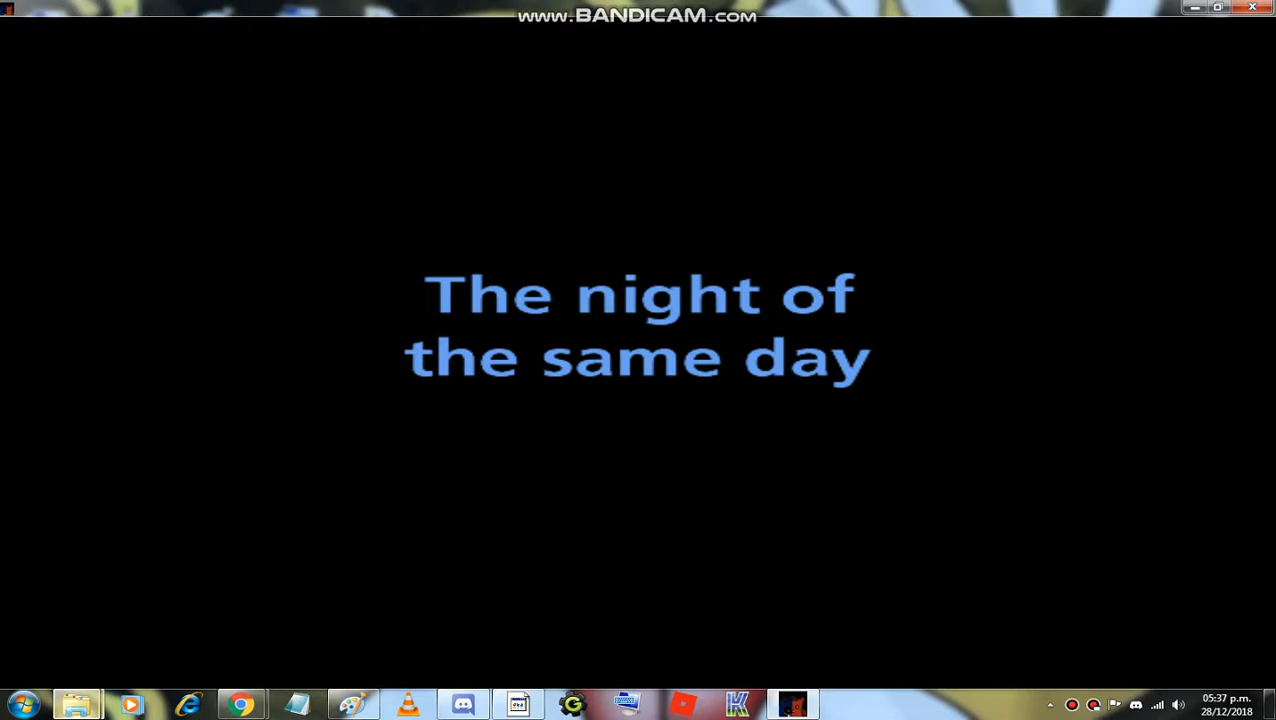 www.BANDICAM.com
The night of
the same day
05:37 p.m.
28/12/2018